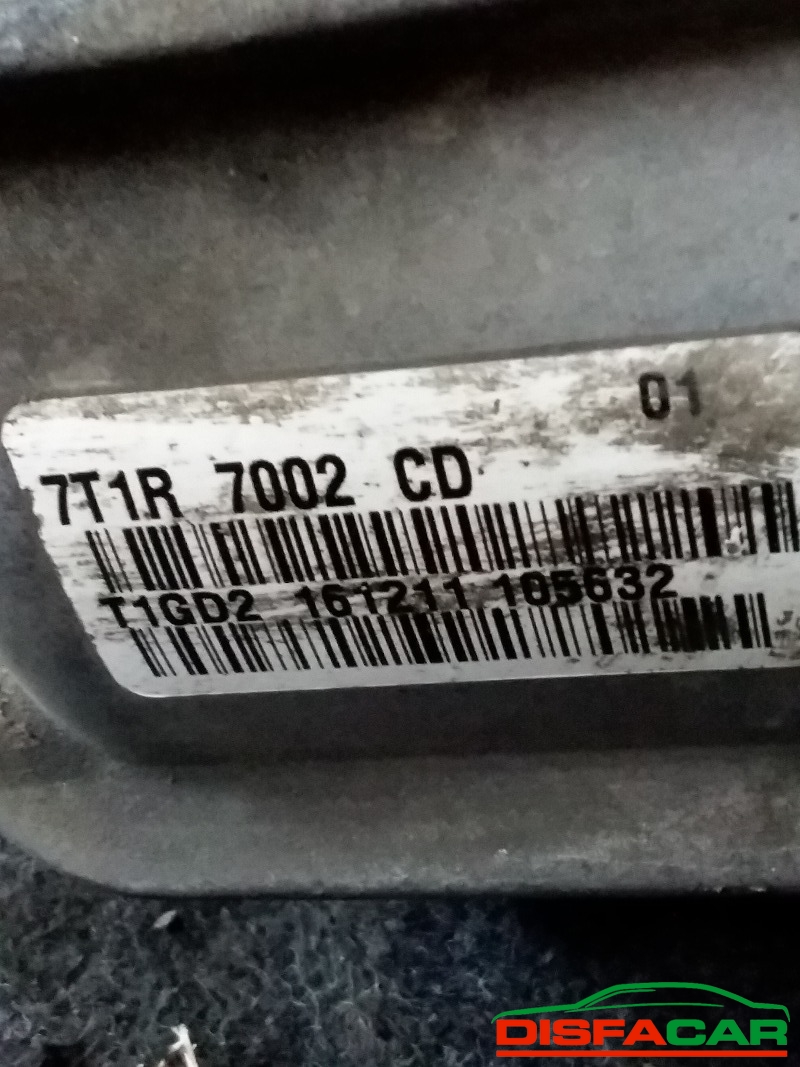 01
7T1R 7002 CD
T1GD2 161211 105632
DISFACAR